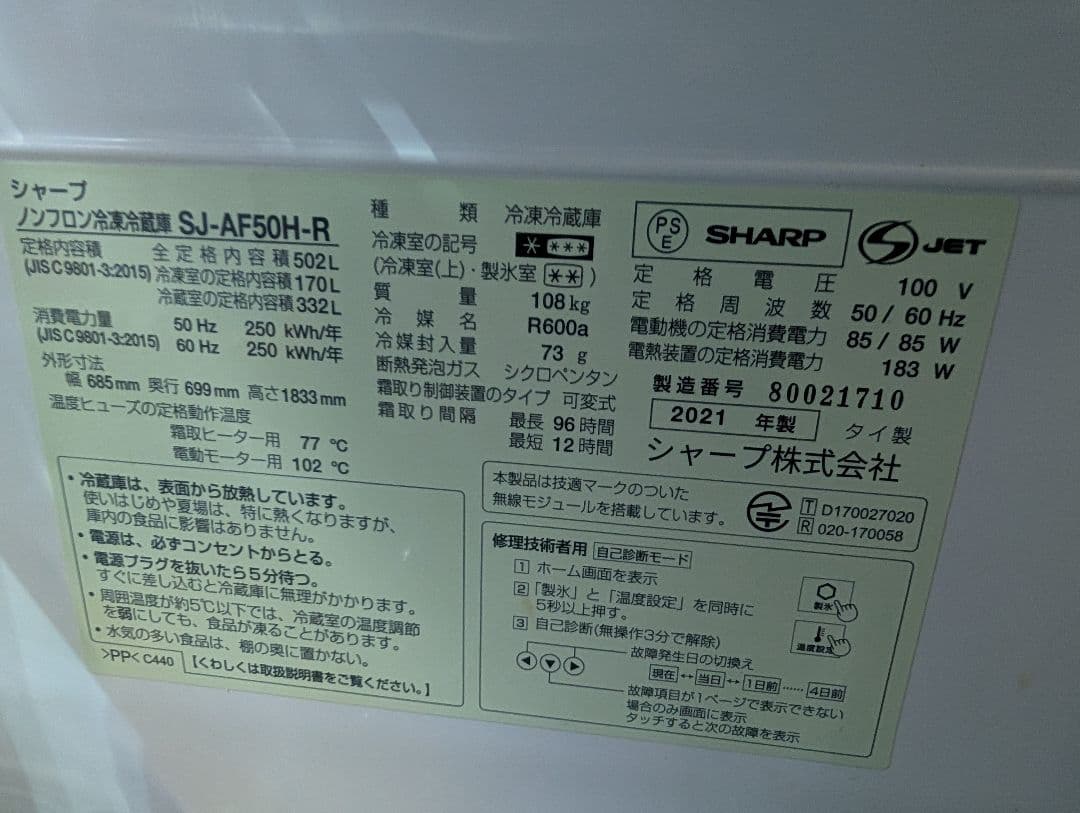 シャープ
ノンフロン冷凍冷蔵庫 SJ-AF50H-R
定格内容積 全定格内容積 502L
(JIS C 9801-3:2015) 冷凍室の定格内容積 170L
冷蔵室の定格内容積 332L
消費電力量 50 Hz 250 kWh/年
(JIS C 9801-3:2015) 60 Hz 250 kWh/年
外形寸法
幅 685mm 奥行 699mm 高さ1833mm
温度ヒューズの定格動作温度
霜取ヒーター用 77 ℃
電動モーター用 102 ℃
種類 冷凍冷蔵庫
冷凍室の記号 * ***
(冷凍室(上)・製氷室 ** )
質量 108kg
冷媒名 R600a
冷媒封入量 73 g
断熱発泡ガス シクロペンタン
霜取り制御装置のタイプ 可変式
霜取り間隔 最長 96時間
最短 12時間
PSE SHARP JET
定格電圧 100 V
定格周波数 50 / 60 Hz
電動機の定格消費電力 85 / 85 W
電熱装置の定格消費電力 183 W
製造番号 80021710
2021 年製 タイ製
シャープ株式会社
・冷蔵庫は、表面から放熱しています。
使いはじめや夏場は、特に熱くなりますが、
庫内の食品に影響はありません。
・電源は、必ずコンセントからとる。
・電源プラグを抜いたら5分待つ。
すぐに差し込むと冷蔵庫に無理がかかります。
・周囲温度が約5℃以下では、冷蔵室の温度調節
を弱にしても、食品が凍ることがあります。
・水気の多い食品は、棚の奥に置かない。
>PP< C440 【くわしくは取扱説明書をご覧ください。】
本製品は技適マークのついた
無線モジュールを搭載しています。
T D170027020
R 020-170058
修理技術者用 自己診断モード
1 ホーム画面を表示
2 「製氷」と「温度設定」を同時に
5秒以上押す。
3 自己診断(無操作3分で解除)
製氷
温度設定
故障発生日の切換え
現在 ↔ 当日 ↔ 1日前 …… 4日前
故障項目が1ページで表示できない
場合のみ画面に表示
タッチすると次の故障を表示